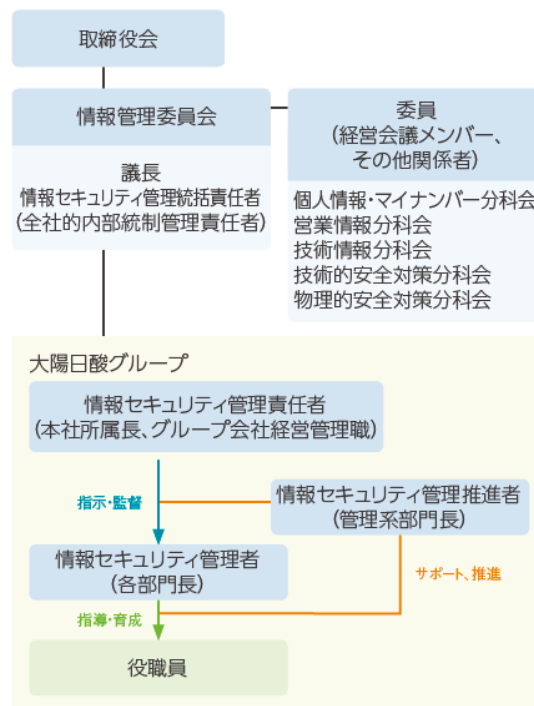 取締役会
情報管理委員会
議長
情報セキュリティ管理統括責任者
(全社的内部統制管理責任者)
委員
(経営会議メンバー、
その他関係者)
個人情報・マイナンバー分科会
営業情報分科会
技術情報分科会
技術的安全対策分科会
物理的安全対策分科会
大陽日酸グループ
情報セキュリティ管理責任者
(本社所属長、グループ会社経営管理職)
指示・監督
情報セキュリティ管理推進者
(管理系部門長)
情報セキュリティ管理者
(各部門長)
サポート、推進
指導・育成
役職員